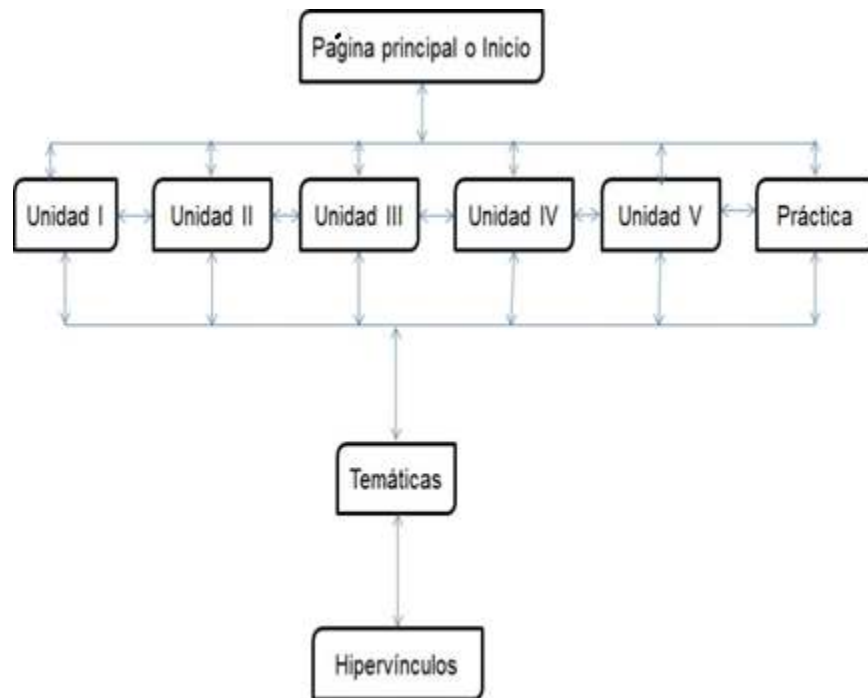 Página principal o Inicio
Unidad I
Unidad II
Unidad III
Unidad IV
Unidad V
Práctica
Temáticas
Hipervínculos